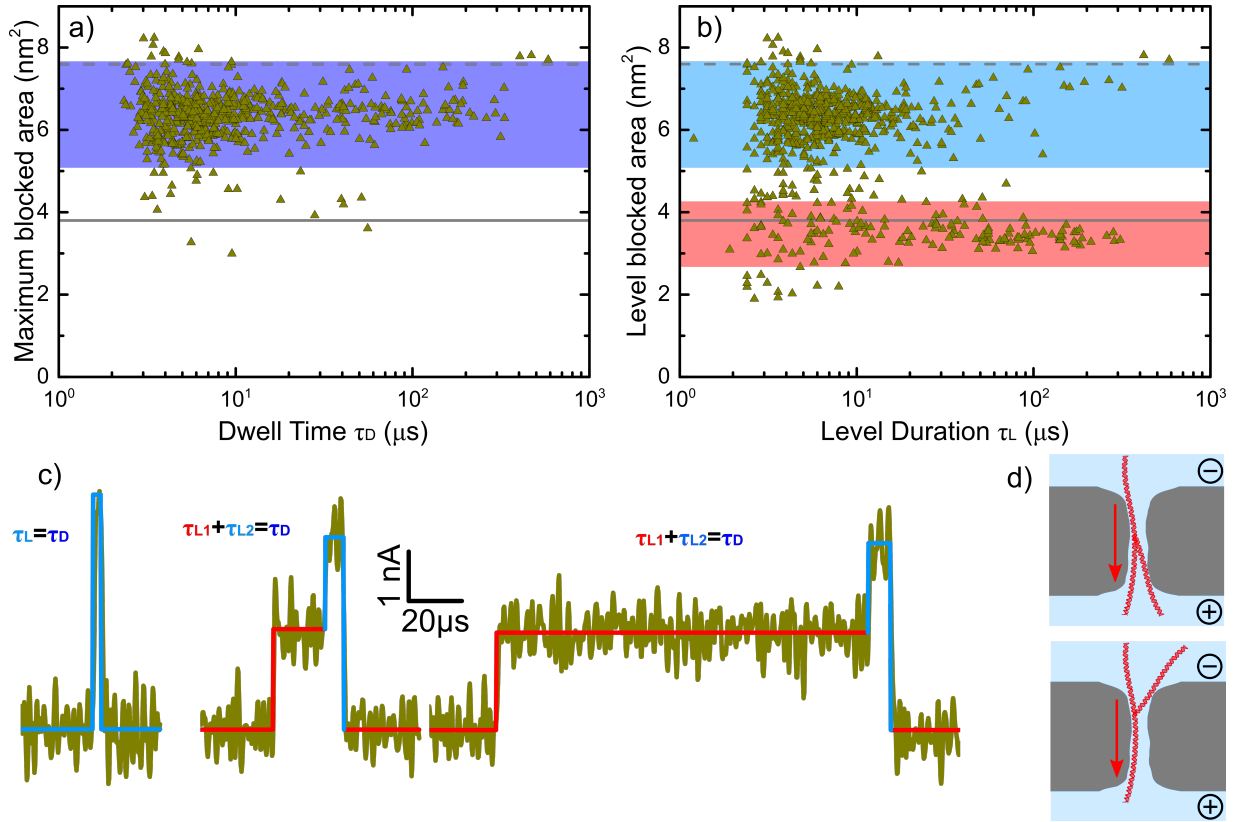 a)
Maximum blocked area (nm²)
8
6
4
2
0
10⁰ 10¹ 10² 10³
Dwell Time τD (μs)
b)
Level blocked area (nm²)
8
6
4
2
0
10⁰ 10¹ 10² 10³
Level Duration τL (μs)
c)
τL=τD
τL1+τL2=τD
1 nA
20μs
τL1+τL2=τD
d)
−
+
−
+